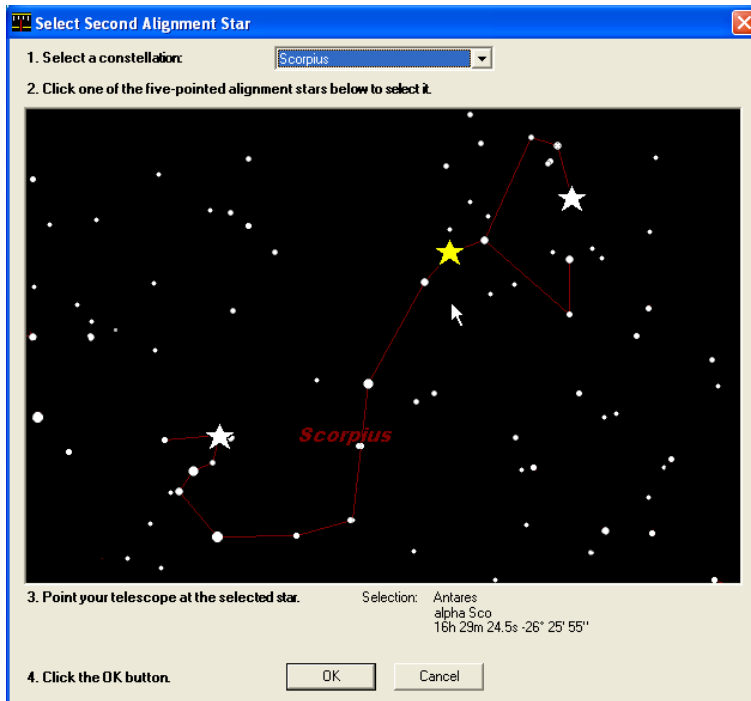 Select Second Alignment Star
1. Select a constellation:
Scorpius
2. Click one of the five-pointed alignment stars below to select it.
Scorpius
3. Point your telescope at the selected star.
Selection: Antares
alpha Sco
16h 29m 24.5s -26° 25' 55"
4. Click the OK button.
OK
Cancel